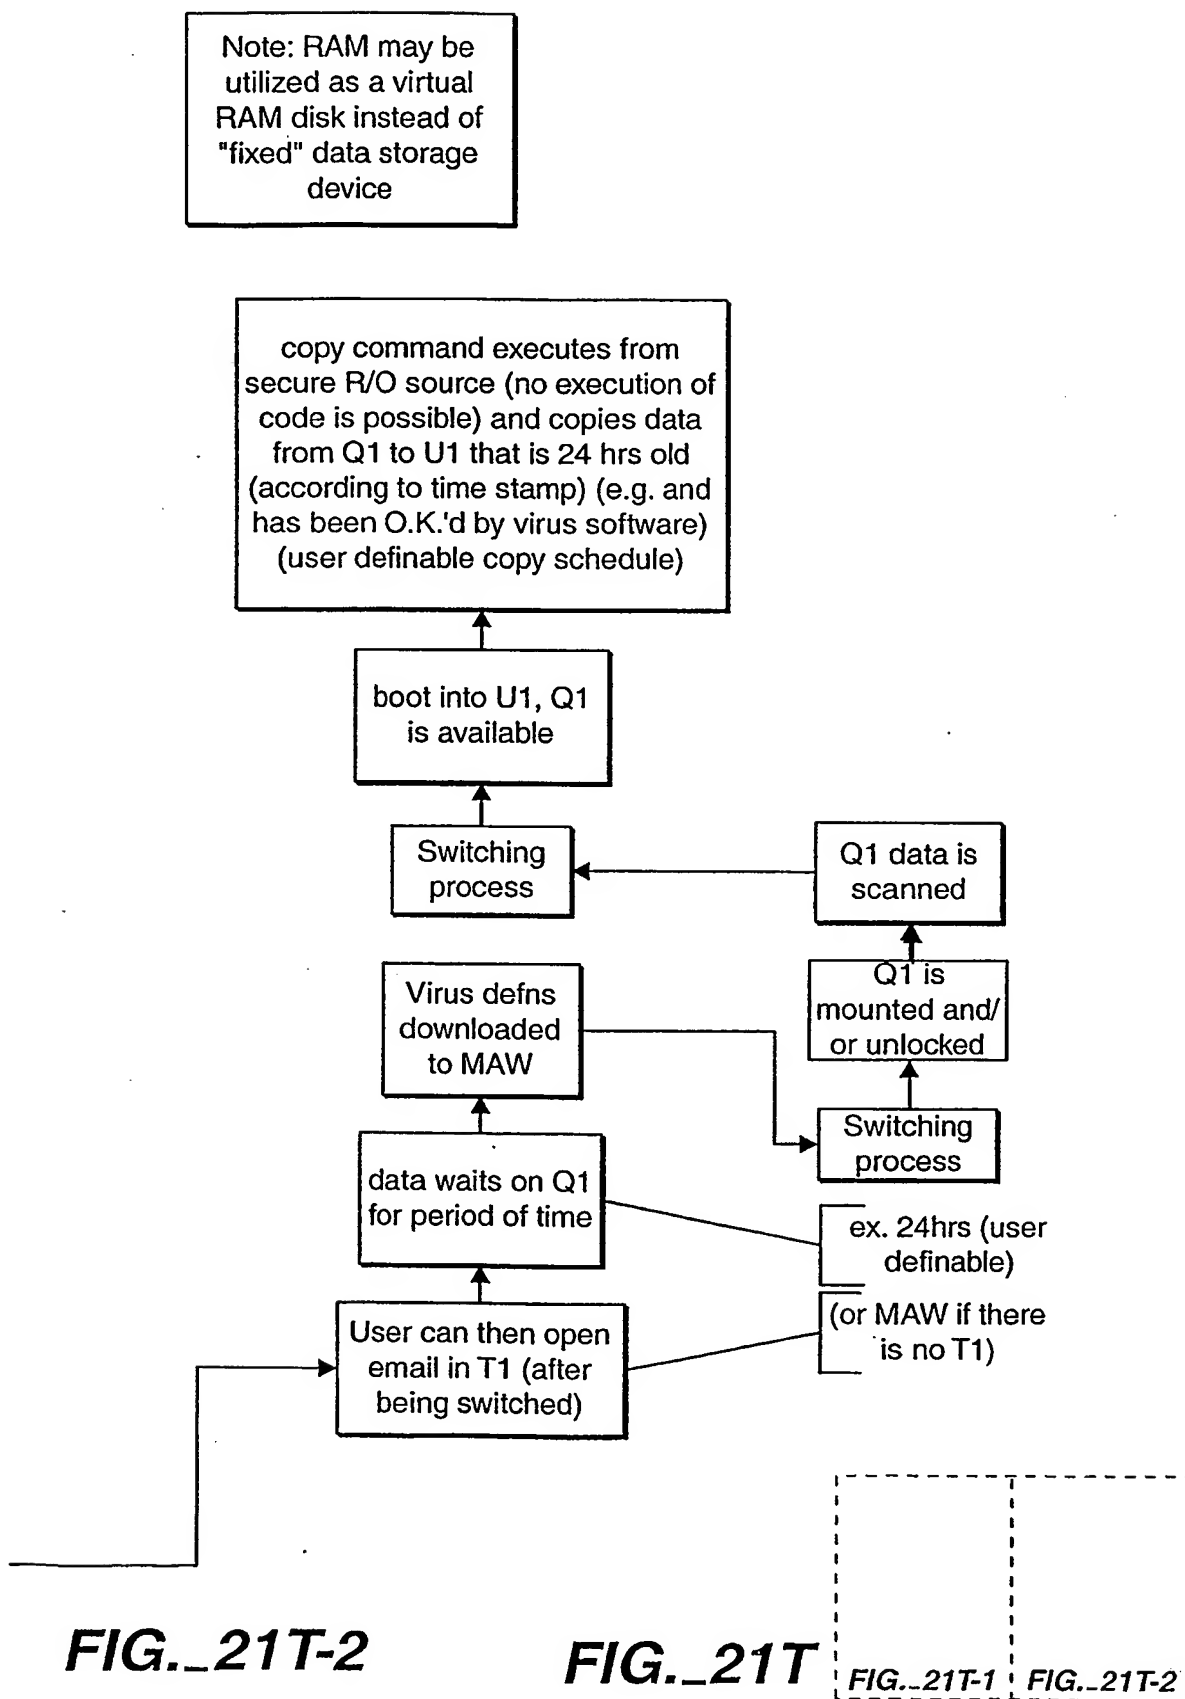 Note: RAM may be
utilized as a virtual
RAM disk instead of
"fixed" data storage
device
copy command executes from
secure R/O source (no execution of
code is possible) and copies data
from Q1 to U1 that is 24 hrs old
(according to time stamp) (e.g. and
has been O.K.'d by virus software)
(user definable copy schedule)
boot into U1, Q1
is available
Switching
process
Q1 data is
scanned
Virus defns
downloaded
to MAW
Q1 is
mounted and/
or unlocked
Switching
process
data waits on Q1
for period of time
ex. 24hrs (user
definable)
(or MAW if there
is no T1)
User can then open
email in T1 (after
being switched)
FIG._21T-2
FIG._21T
FIG._21T-1
FIG._21T-2